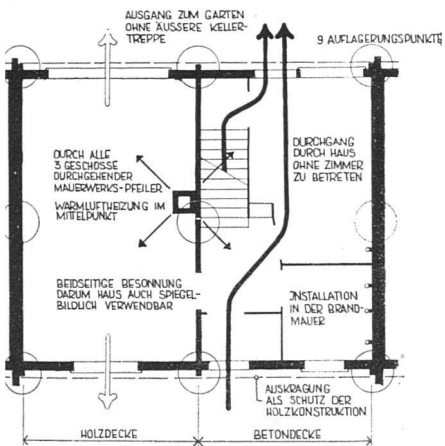 AUSGANG ZUM GARTEN
OHNE ÄUSSERE KELLER-
TREPPE
9 AUFLAGERUNGSPUNKTE
DURCH ALLE
3 GESCHOSSE
DURCHGEHENDER
MAUERWERKS-PFEILER
WARMLUFTHEIZUNG IM
MITTELPUNKT
DURCHGANG
DURCH HAUS
OHNE ZIMMER
ZU BETRETEN
BEIDSEITIGE BESONNUNG
DARUM HAUS AUCH SPIEGEL-
BILDLICH VERWENDBAR
INSTALLATION
IN DER BRAND-
MAUER
AUSKRAGUNG
ALS SCHUTZ DER
HOLZKONSTRUKTION
HOLZDECKE
BETONDECKE